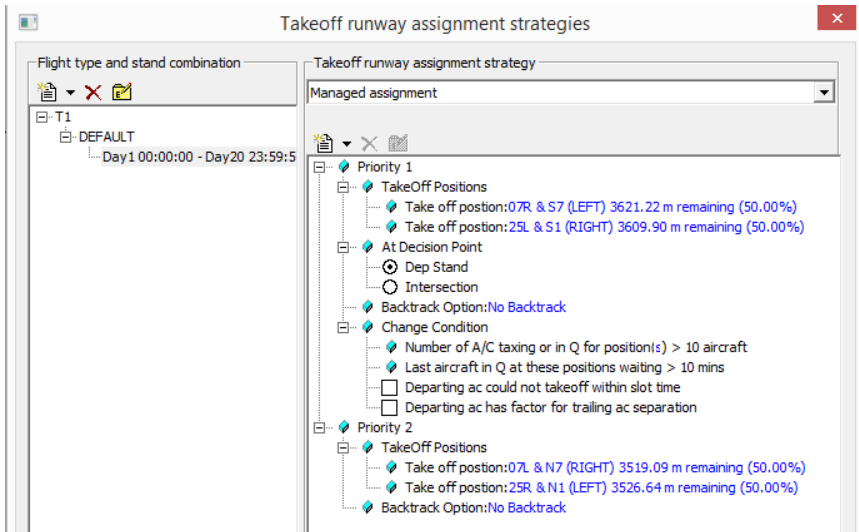 Takeoff runway assignment strategies
Flight type and stand combination
T1
DEFAULT
Day1 00:00:00 - Day20 23:59:5
Takeoff runway assignment strategy
Managed assignment
Priority 1
TakeOff Positions
Take off postion:07R & S7 (LEFT) 3621.22 m remaining (50.00%)
Take off postion:25L & S1 (RIGHT) 3609.90 m remaining (50.00%)
At Decision Point
Dep Stand
Intersection
Backtrack Option:No Backtrack
Change Condition
Number of A/C taxing or in Q for position(s) > 10 aircraft
Last aircraft in Q at these positions waiting > 10 mins
Departing ac could not takeoff within slot time
Departing ac has factor for trailing ac separation
Priority 2
TakeOff Positions
Take off postion:07L & N7 (RIGHT) 3519.09 m remaining (50.00%)
Take off postion:25R & N1 (LEFT) 3526.64 m remaining (50.00%)
Backtrack Option:No Backtrack